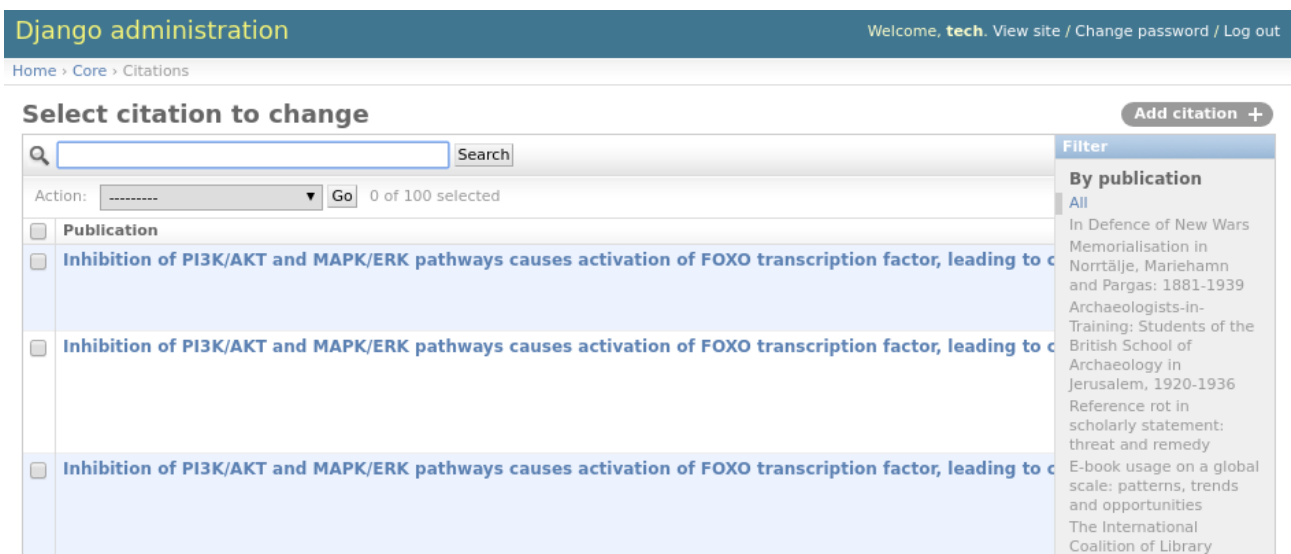 Django administration
Welcome, tech. View site / Change password / Log out
Home › Core › Citations
Select citation to change
Add citation +
Search
Action: --------- Go 0 of 100 selected
Publication
Inhibition of PI3K/AKT and MAPK/ERK pathways causes activation of FOXO transcription factor, leading to c
Inhibition of PI3K/AKT and MAPK/ERK pathways causes activation of FOXO transcription factor, leading to c
Inhibition of PI3K/AKT and MAPK/ERK pathways causes activation of FOXO transcription factor, leading to c
Filter
By publication
All
In Defence of New Wars
Memorialisation in
Norrtälje, Mariehamn
and Pargas: 1881-1939
Archaeologists-in-
Training: Students of the
British School of
Archaeology in
Jerusalem, 1920-1936
Reference rot in
scholarly statement:
threat and remedy
E-book usage on a global
scale: patterns, trends
and opportunities
The International
Coalition of Library